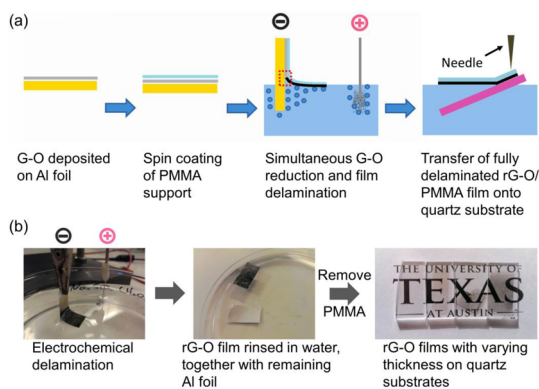 (a)
Needle
G-O deposited
on Al foil
Spin coating
of PMMA
support
Simultaneous G-O
reduction and film
delamination
Transfer of fully
delaminated rG-O/
PMMA film onto
quartz substrate
(b)
Remove
PMMA
THE UNIVERSITY OF
TEXAS
AT AUSTIN
Electrochemical
delamination
rG-O film rinsed in water,
together with remaining
Al foil
rG-O films with varying
thickness on quartz
substrates